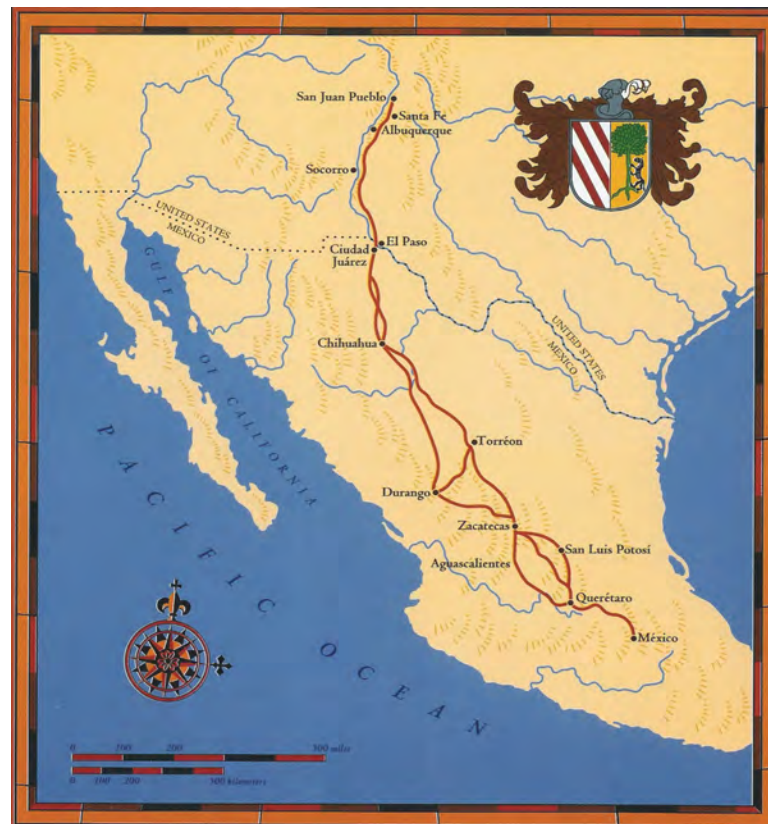 San Juan Pueblo
Santa Fe
Albuquerque
Socorro
UNITED STATES
MEXICO
El Paso
Ciudad
Juárez
GULF
OF CALIFORNIA
UNITED STATES
MEXICO
Chihuahua
Torréon
Durango
Zacatecas
San Luis Potosí
Aguascalientes
Querétaro
México
PACIFIC OCEAN
0 100 200 500 miles
0 100 200 500 kilometers